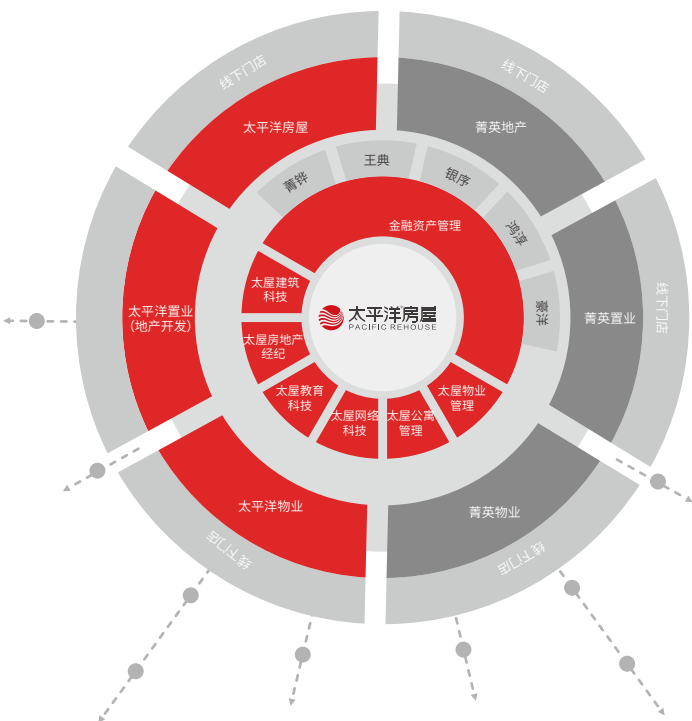 线下门店
线下门店
太平洋房屋
菁英地产
王典
菁铧
银序
鸿淳
金融资产管理
太屋建筑
科技
线下门店
太平洋置业
(地产开发)
太平洋房屋
PACIFIC REHOUSE
洪馨
菁英置业
太屋房地产
经纪
太屋教育
科技
太屋物业
管理
太屋网络
科技
太屋公寓
管理
太平洋物业
菁英物业
线下门店
线下门店